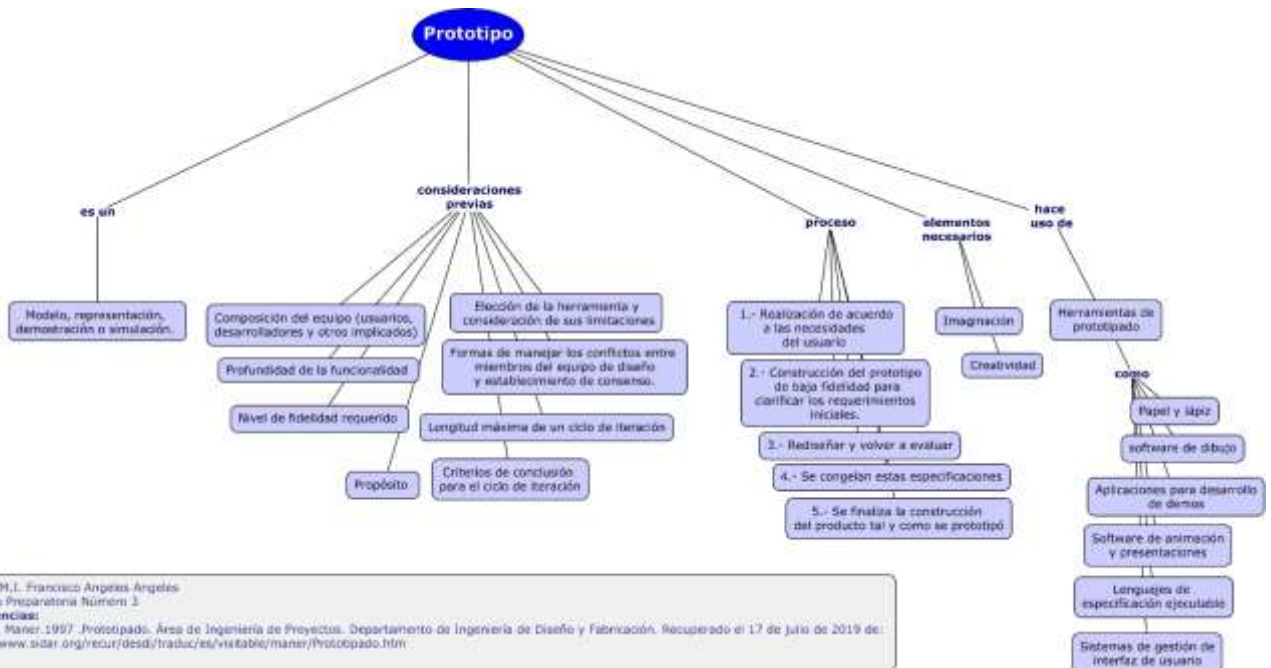 Prototipo
es un
Modelo, representación,
demostración o simulación.
consideraciones
previas
Composición del equipo (usuarios,
desarrolladores y otros implicados)
Profundidad de la funcionalidad
Nivel de fidelidad requerido
Propósito
Elección de la herramienta y
consideración de sus limitaciones
Formas de manejar los conflictos entre
miembros del equipo de diseño
y establecimiento de consenso.
Longitud máxima de un ciclo de iteración
Criterios de conclusión
para el ciclo de iteración
proceso
1.- Realización de acuerdo
a las necesidades
del usuario
2.- Construcción del prototipo
de baja fidelidad para
clarificar los requerimientos
iniciales.
3.- Rediseñar y volver a evaluar
4.- Se congelan estas especificaciones
5.- Se finaliza la construcción
del producto tal y como se prototipó
elementos
necesarios
Imaginación
Creatividad
hace
uso de
Herramientas de
prototipado
como
Papel y lápiz
software de dibujo
Aplicaciones para desarrollo
de demos
Software de animación
y presentaciones
Lenguajes de
especificación ejecutable
Sistemas de gestión de
interfaz de usuario
M.I. Francisco Angeles Angeles
Preparatoria Número 3
encias:
Maner.1997 .Prototipado. Área de Ingeniería de Proyectos. Departamento de Ingeniería de Diseño y Fabricación. Recuperado el 17 de julio de 2019 de:
www.sidar.org/recur/desdi/traduc/es/visitable/maner/Prototipado.htm